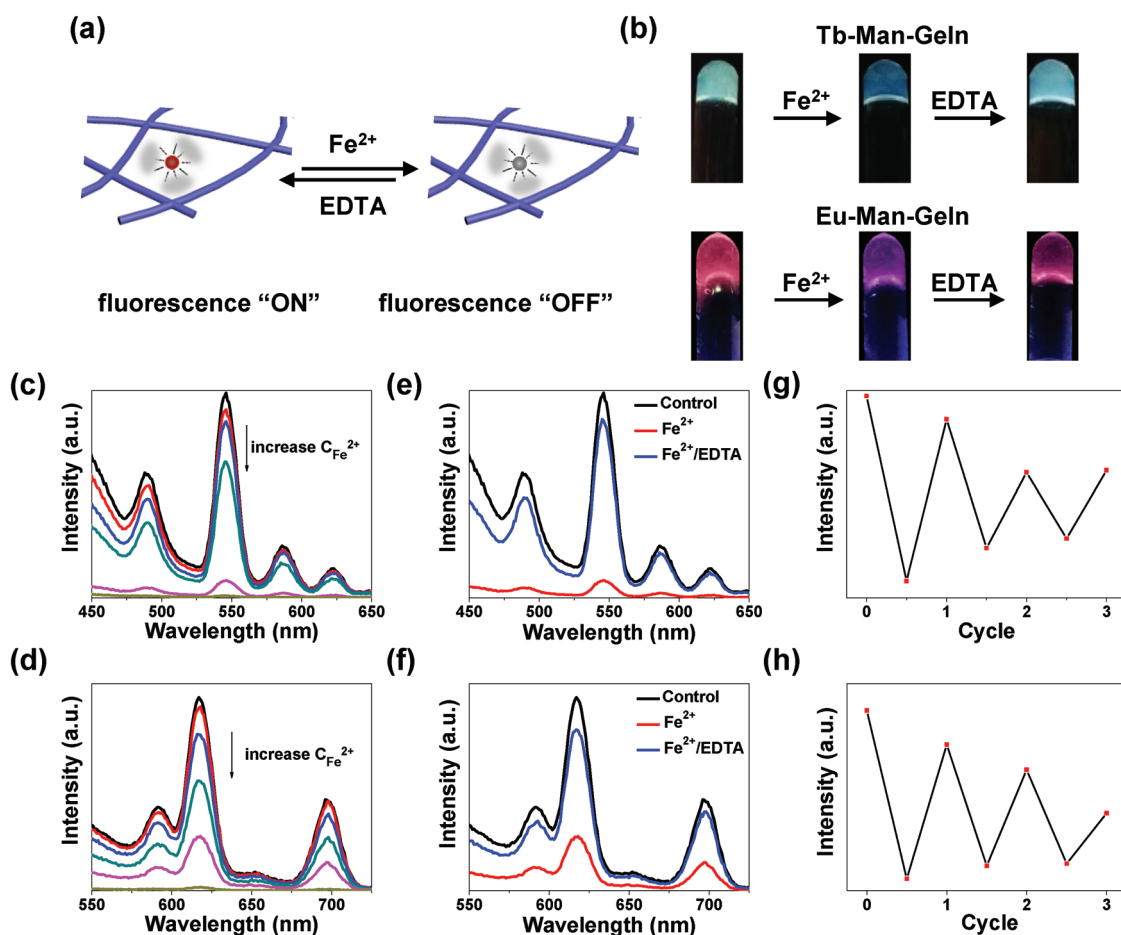 (a)
Fe²⁺
EDTA
fluorescence “ON”
fluorescence “OFF”
(b)
Tb-Man-Geln
Fe²⁺
EDTA
Eu-Man-Geln
Fe²⁺
EDTA
(c)
Intensity (a.u.)
increase C_Fe²⁺
450 500 550 600 650
Wavelength (nm)
(e)
Intensity (a.u.)
Control
Fe²⁺
Fe²⁺/EDTA
450 500 550 600 650
Wavelength (nm)
(g)
Intensity (a.u.)
0 1 2 3
Cycle
(d)
Intensity (a.u.)
increase C_Fe²⁺
550 600 650 700
Wavelength (nm)
(f)
Intensity (a.u.)
Control
Fe²⁺
Fe²⁺/EDTA
550 600 650 700
Wavelength (nm)
(h)
Intensity (a.u.)
0 1 2 3
Cycle